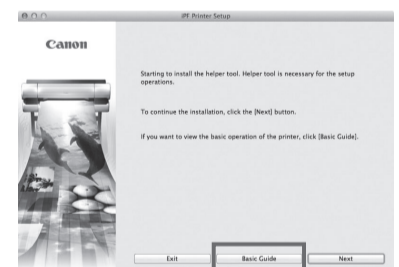 iPF Printer Setup
Canon
Starting to install the helper tool. Helper tool is necessary for the setup
operations.
To continue the installation, click the [Next] button.
If you want to view the basic operation of the printer, click [Basic Guide].
Exit
Basic Guide
Next